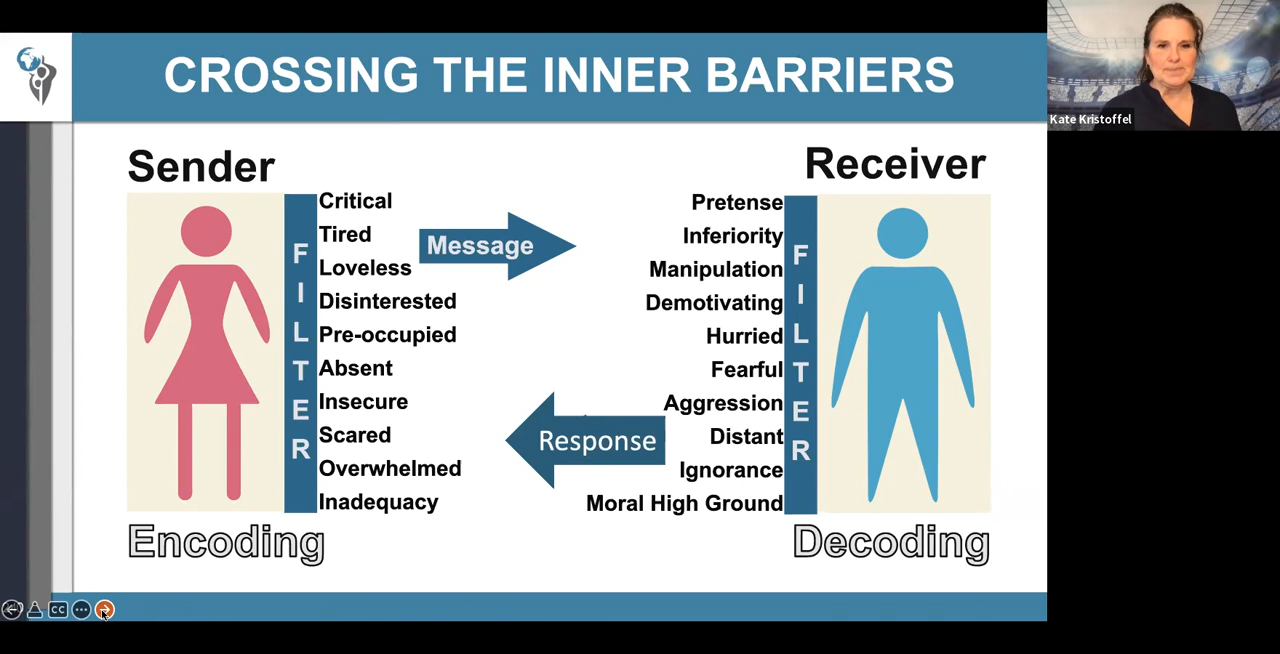 CROSSING THE INNER BARRIERS
Kate Kristoffel
Sender
Receiver
FILTER
Critical
Tired
Loveless
Disinterested
Pre-occupied
Absent
Insecure
Scared
Overwhelmed
Inadequacy
Message
Response
Pretense
Inferiority
Manipulation
Demotivating
Hurried
Fearful
Aggression
Distant
Ignorance
Moral High Ground
FILTER
Encoding
Decoding
CC